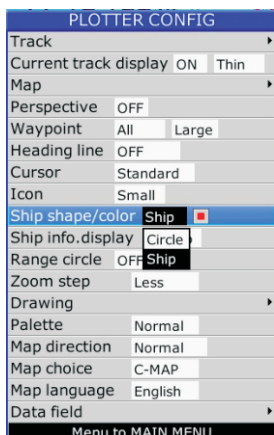 PLOTTER CONFIG
Track
Current track display ON Thin
Map
Perspective OFF
Waypoint All Large
Heading line OFF
Cursor Standard
Icon Small
Ship shape/color Ship
Ship info.display Circle
Range circle OFF Ship
Zoom step Less
Drawing
Palette Normal
Map direction Normal
Map choice C-MAP
Map language English
Data field
Menu to MAIN MENU